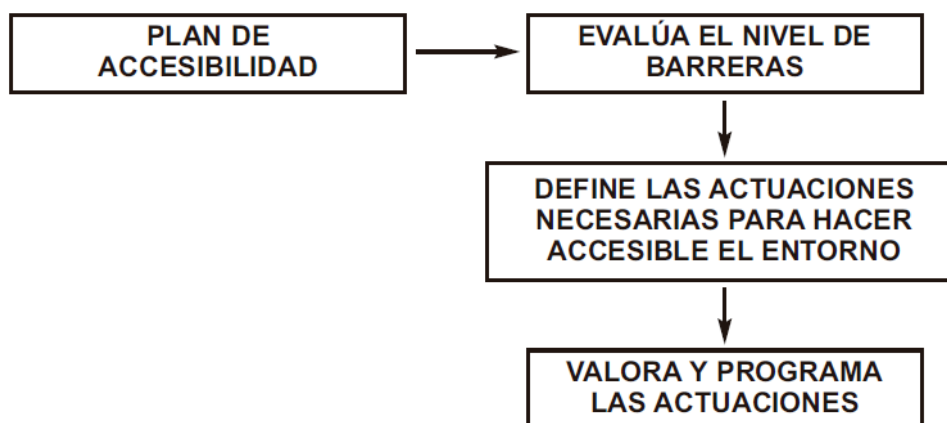 PLAN DE
ACCESIBILIDAD
EVALÚA EL NIVEL DE
BARRERAS
DEFINE LAS ACTUACIONES
NECESARIAS PARA HACER
ACCESIBLE EL ENTORNO
VALORA Y PROGRAMA
LAS ACTUACIONES